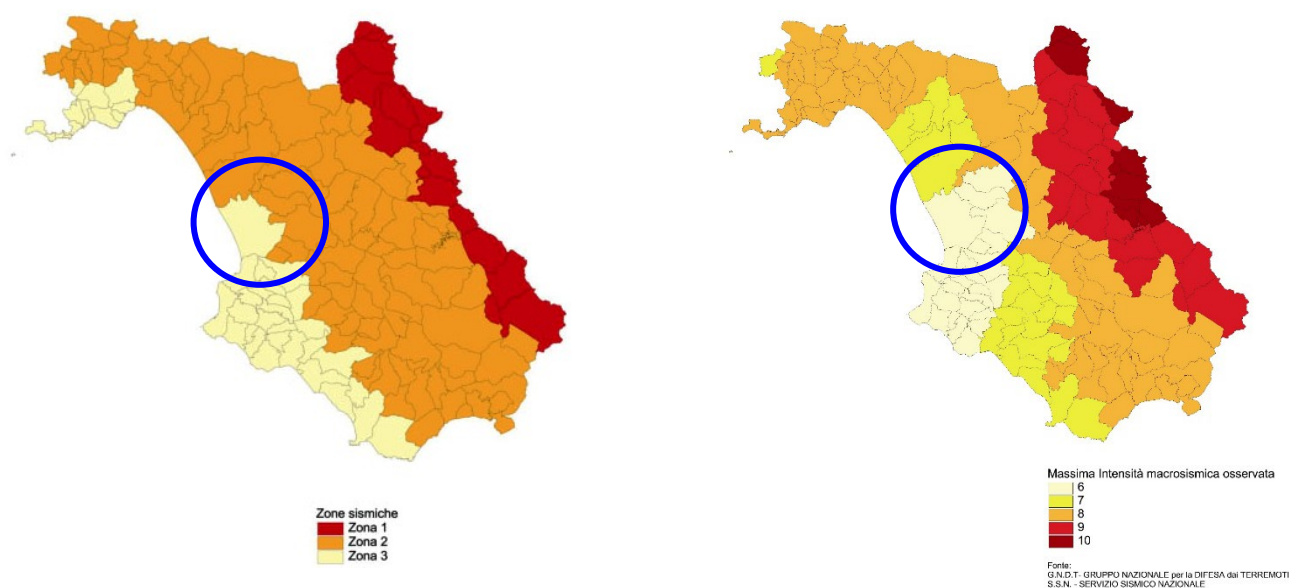 Zone sismiche
Zona 1
Zona 2
Zona 3
Massima Intensità macrosismica osservata
6
7
8
9
10
Fonte:
G.N.D.T- GRUPPO NAZIONALE per la DIFESA dai TERREMOTI
S.S.N. - SERVIZIO SISMICO NAZIONALE